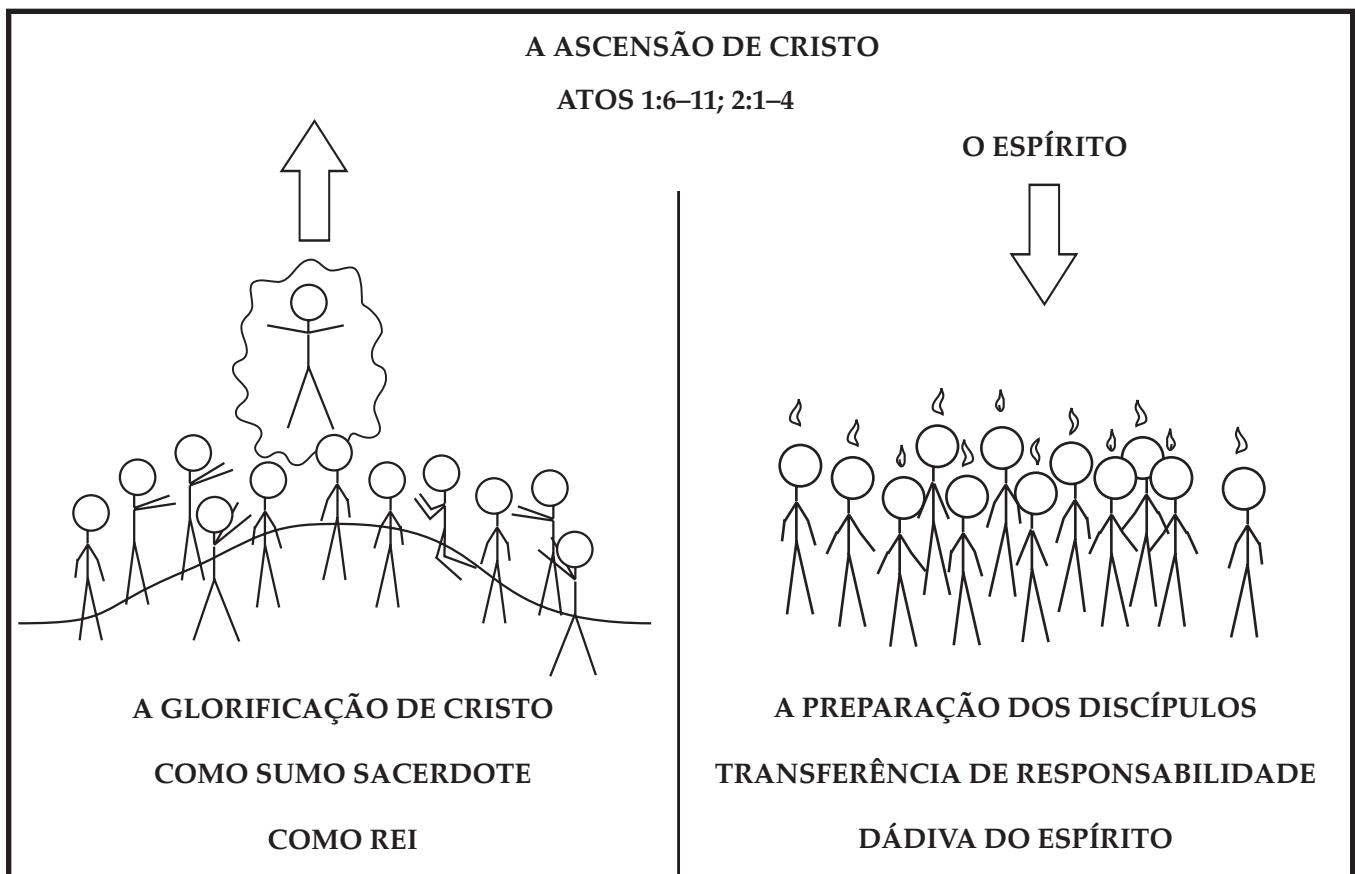 A ASCENSÃO DE CRISTO
ATOS 1:6–11; 2:1–4
O ESPÍRITO
A GLORIFICAÇÃO DE CRISTO
COMO SUMO SACERDOTE
COMO REI
A PREPARAÇÃO DOS DISCÍPULOS
TRANSFERÊNCIA DE RESPONSABILIDADE
DÁDIVA DO ESPÍRITO